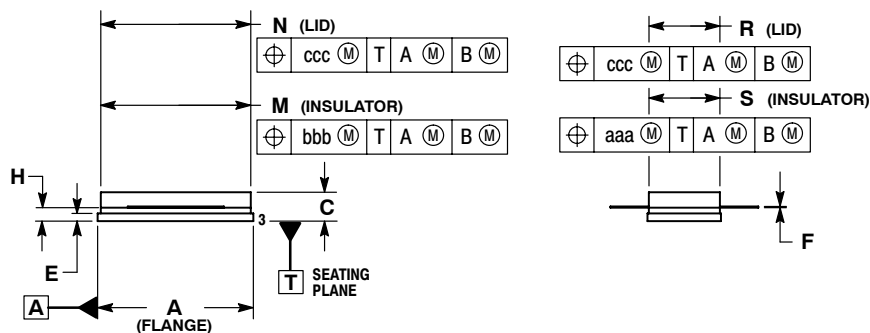 N (LID)
⌖ ccc Ⓜ T A Ⓜ B Ⓜ
M (INSULATOR)
⌖ bbb Ⓜ T A Ⓜ B Ⓜ
R (LID)
⌖ ccc Ⓜ T A Ⓜ B Ⓜ
S (INSULATOR)
⌖ aaa Ⓜ T A Ⓜ B Ⓜ
H
C
3
E
F
T SEATING
PLANE
A
A
(FLANGE)